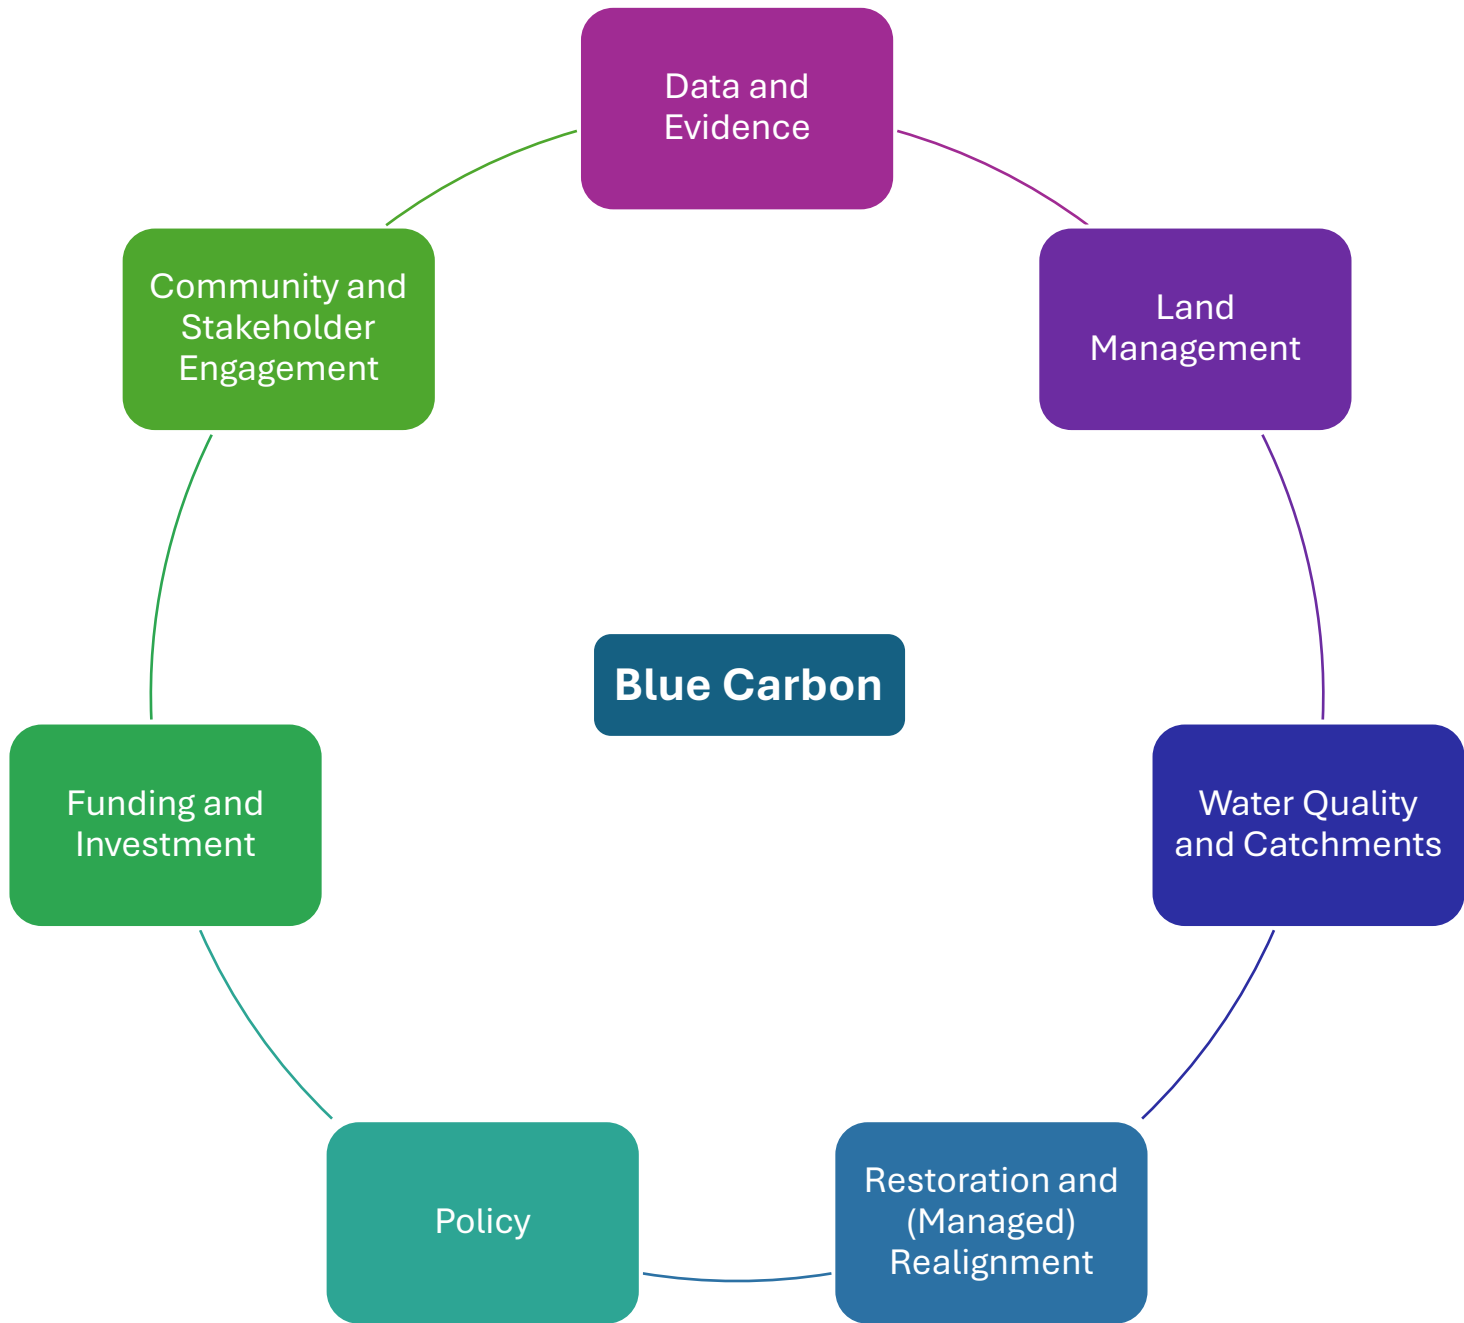 Data and
Evidence
Land
Management
Water Quality
and Catchments
Restoration and
(Managed)
Realignment
Policy
Funding and
Investment
Community and
Stakeholder
Engagement
Blue Carbon